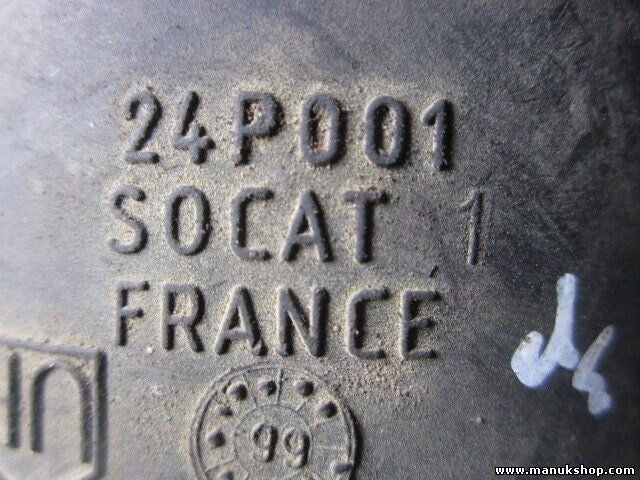 24P001
SOCAT 1
FRANCE
99
www.manukshop.com